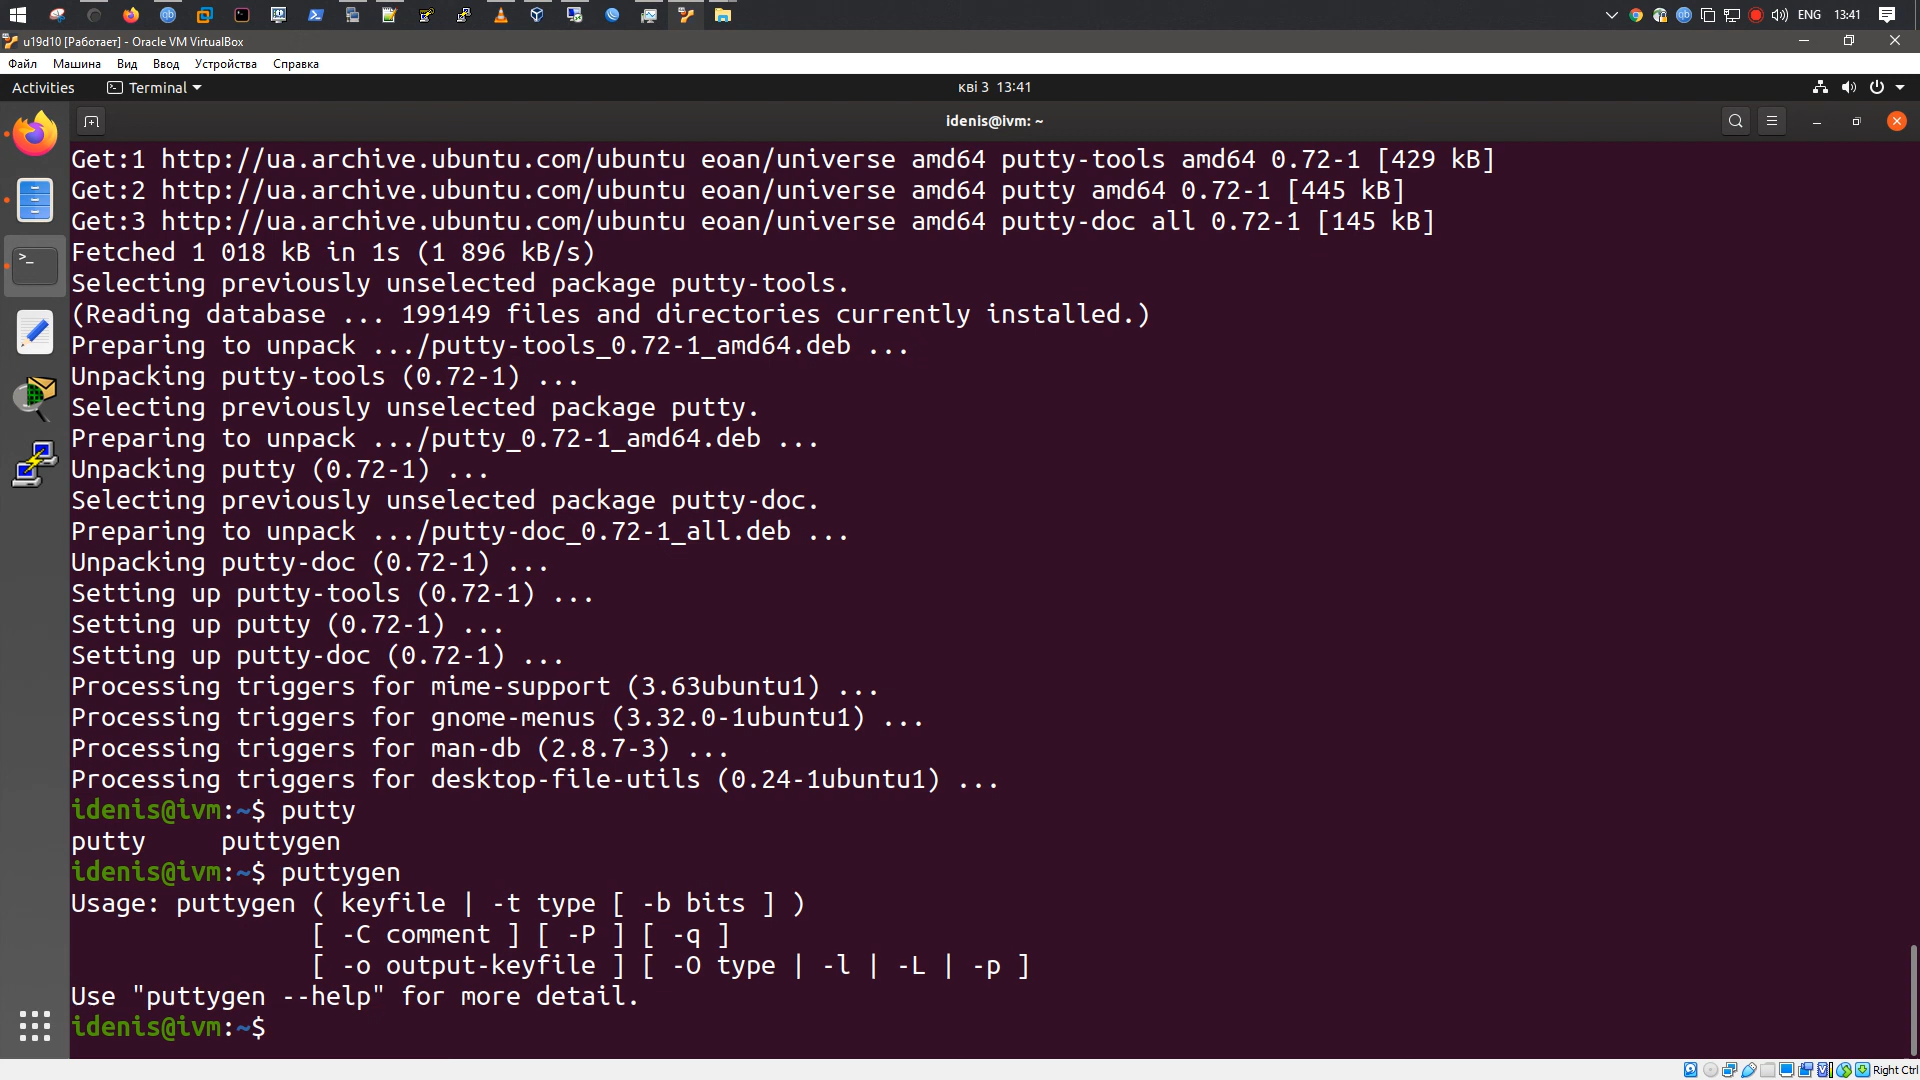 ENG 13:41
u19d10 [Работает] - Oracle VM VirtualBox
Файл Машина Вид Ввод Устройства Справка
Activities Terminal кві 3 13:41
idenis@ivm: ~
Get:1 http://ua.archive.ubuntu.com/ubuntu eoan/universe amd64 putty-tools amd64 0.72-1 [429 kB]
Get:2 http://ua.archive.ubuntu.com/ubuntu eoan/universe amd64 putty amd64 0.72-1 [445 kB]
Get:3 http://ua.archive.ubuntu.com/ubuntu eoan/universe amd64 putty-doc all 0.72-1 [145 kB]
Fetched 1 018 kB in 1s (1 896 kB/s)
Selecting previously unselected package putty-tools.
(Reading database ... 199149 files and directories currently installed.)
Preparing to unpack .../putty-tools_0.72-1_amd64.deb ...
Unpacking putty-tools (0.72-1) ...
Selecting previously unselected package putty.
Preparing to unpack .../putty_0.72-1_amd64.deb ...
Unpacking putty (0.72-1) ...
Selecting previously unselected package putty-doc.
Preparing to unpack .../putty-doc_0.72-1_all.deb ...
Unpacking putty-doc (0.72-1) ...
Setting up putty-tools (0.72-1) ...
Setting up putty (0.72-1) ...
Setting up putty-doc (0.72-1) ...
Processing triggers for mime-support (3.63ubuntu1) ...
Processing triggers for gnome-menus (3.32.0-1ubuntu1) ...
Processing triggers for man-db (2.8.7-3) ...
Processing triggers for desktop-file-utils (0.24-1ubuntu1) ...
idenis@ivm:~$ putty
putty     puttygen
idenis@ivm:~$ puttygen
Usage: puttygen ( keyfile | -t type [ -b bits ] )
                [ -C comment ] [ -P ] [ -q ]
                [ -o output-keyfile ] [ -O type | -l | -L | -p ]
Use "puttygen --help" for more detail.
idenis@ivm:~$
Right Ctrl